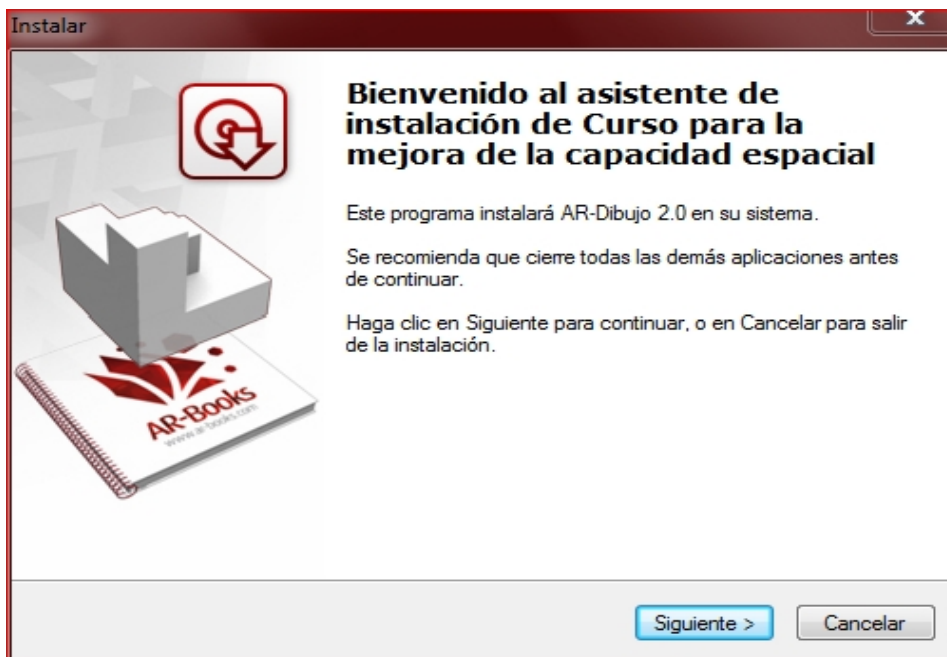 Instalar
X
Bienvenido al asistente de
instalación de Curso para la
mejora de la capacidad espacial
Este programa instalará AR-Dibujo 2.0 en su sistema.
Se recomienda que cierre todas las demás aplicaciones antes
de continuar.
Haga clic en Siguiente para continuar, o en Cancelar para salir
de la instalación.
AR-Books
www.ar-books.com
Siguiente >
Cancelar